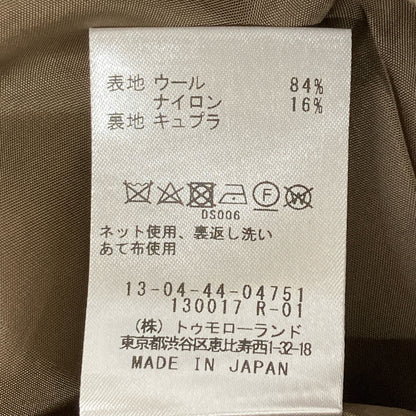 表地 ウール 84%
ナイロン 16%
裏地 キュプラ
F W
DS006
ネット使用、裏返し洗い
あて布使用
13-04-44-04751
130017 R-01
(株) トゥモローランド
東京都渋谷区恵比寿西1-32-18
MADE IN JAPAN